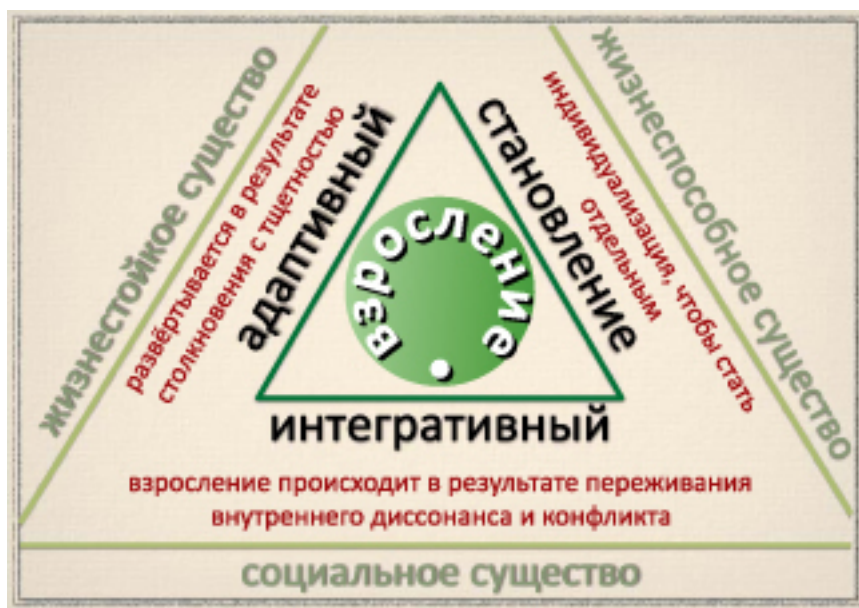 жизнестойкое существо
развёртывается в результате
столкновения с тщетностью
адаптивный
взросление
становление
индивидуализация, чтобы стать
отдельным
жизнеспособное существо
интегративный
взросление происходит в результате переживания
внутреннего диссонанса и конфликта
социальное существо